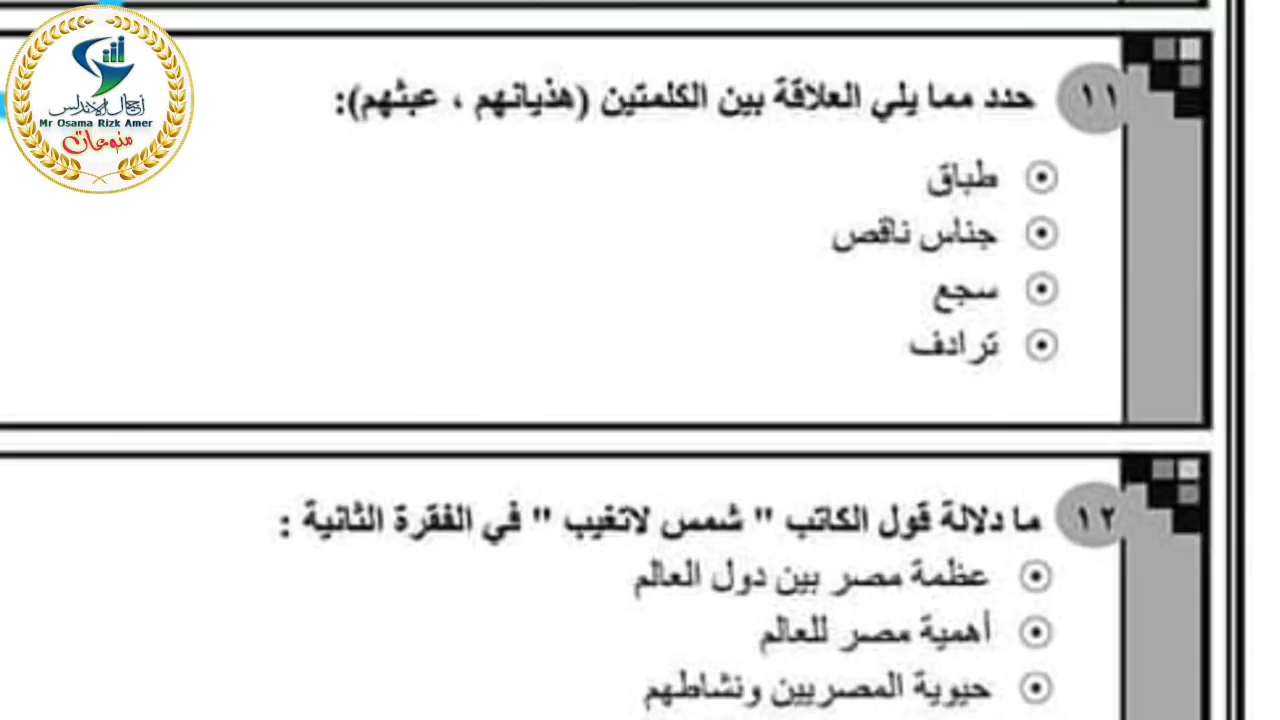 أجيال الاندلس
Mr Osama Rizk Amer
منوعات
١١ حدد مما يلي العلاقة بين الكلمتين (هذيانهم ، عبثهم):
طباق
جناس ناقص
سجع
ترادف
١٢ ما دلالة قول الكاتب " شمس لاتغيب " في الفقرة الثانية :
عظمة مصر بين دول العالم
أهمية مصر للعالم
حيوية المصريين ونشاطهم